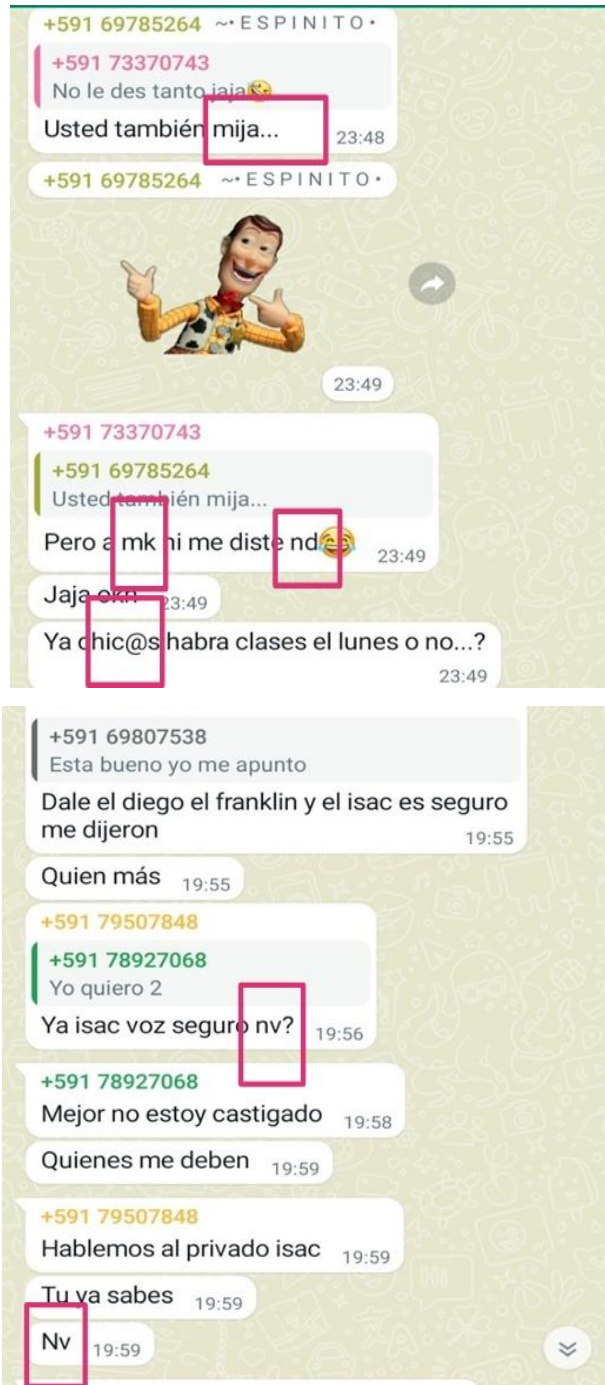 +591 69785264 ~•ESPINITO•
+591 73370743
No le des tanto jaja😜
Usted también mija...
23:48
+591 69785264 ~•ESPINITO•
23:49
+591 73370743
+591 69785264
Usted también mija...
Pero a mk ni me diste nd😂
23:49
Jaja okh
23:49
Ya chic@s habra clases el lunes o no...?
23:49
+591 69807538
Esta bueno yo me apunto
Dale el diego el franklin y el isac es seguro
me dijeron
19:55
Quien más
19:55
+591 79507848
+591 78927068
Yo quiero 2
Ya isac voz seguro nv?
19:56
+591 78927068
Mejor no estoy castigado
19:58
Quienes me deben
19:59
+591 79507848
Hablemos al privado isac
19:59
Tu ya sabes
19:59
Nv
19:59